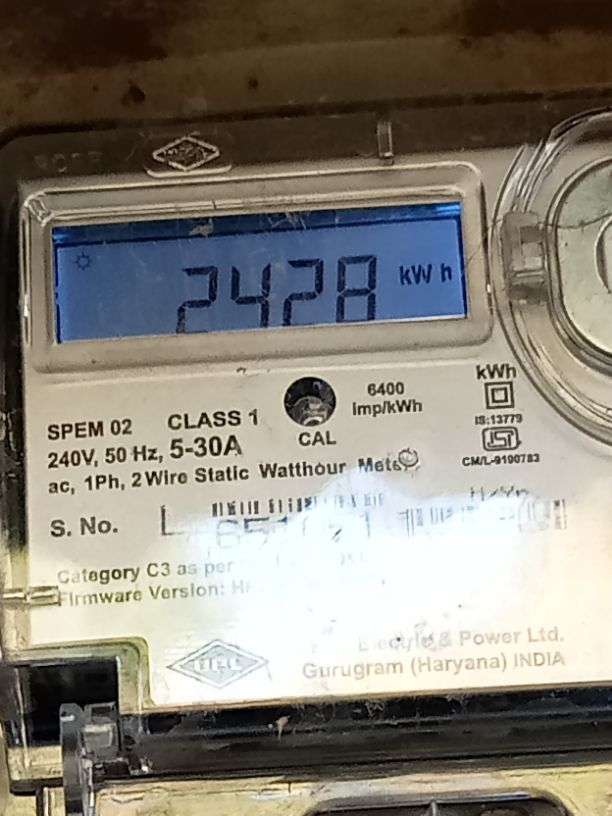 2428 kWh
6400
Imp/kWh
kWh
SPEM 02 CLASS 1
CAL
IS:13779
240V, 50 Hz, 5-30A
CM/L-9190783
ac, 1Ph, 2 Wire Static Watthour Meter
S. No. L
Category C3 as per
Firmware Version:
& Power Ltd.
Gurugram (Haryana) INDIA